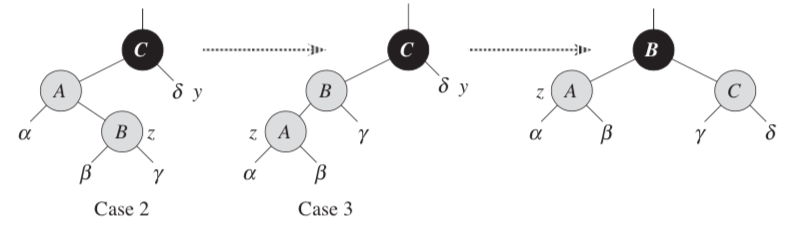 C C B
A δ y B δ y z A C
α B z z A γ α β γ δ
β γ α β
Case 2 Case 3